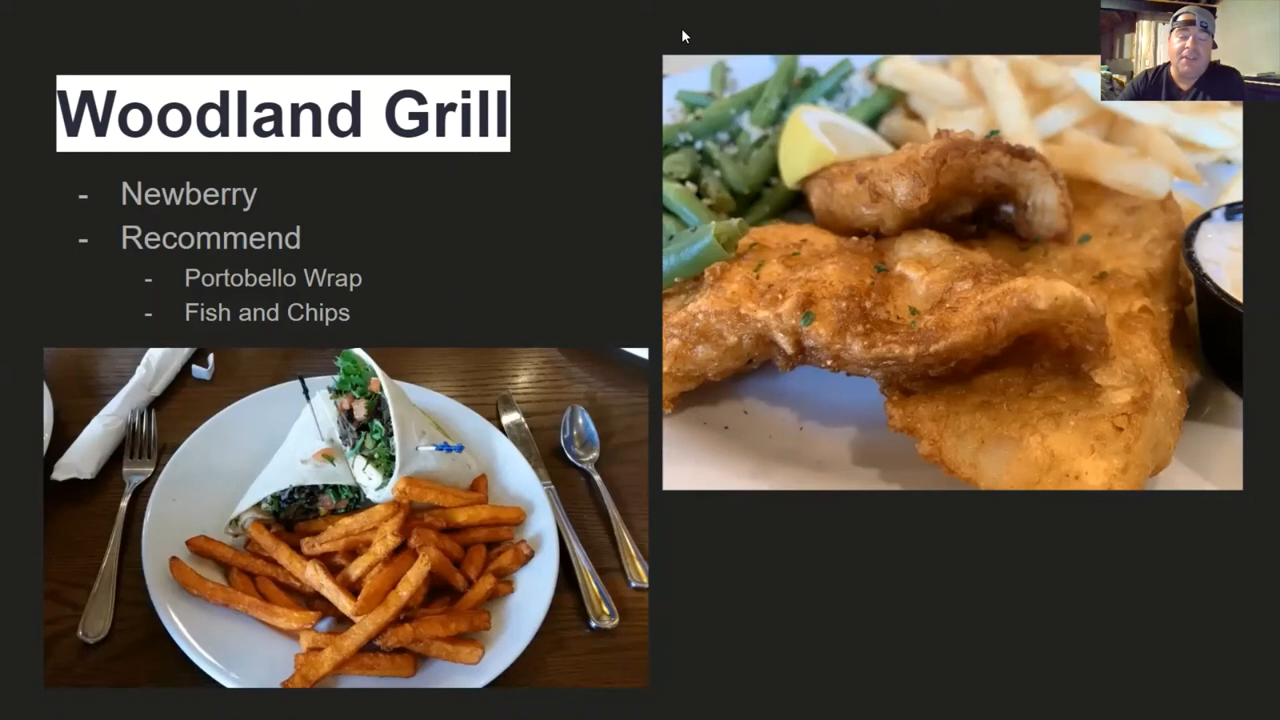 Woodland Grill
- Newberry
- Recommend
- Portobello Wrap
- Fish and Chips